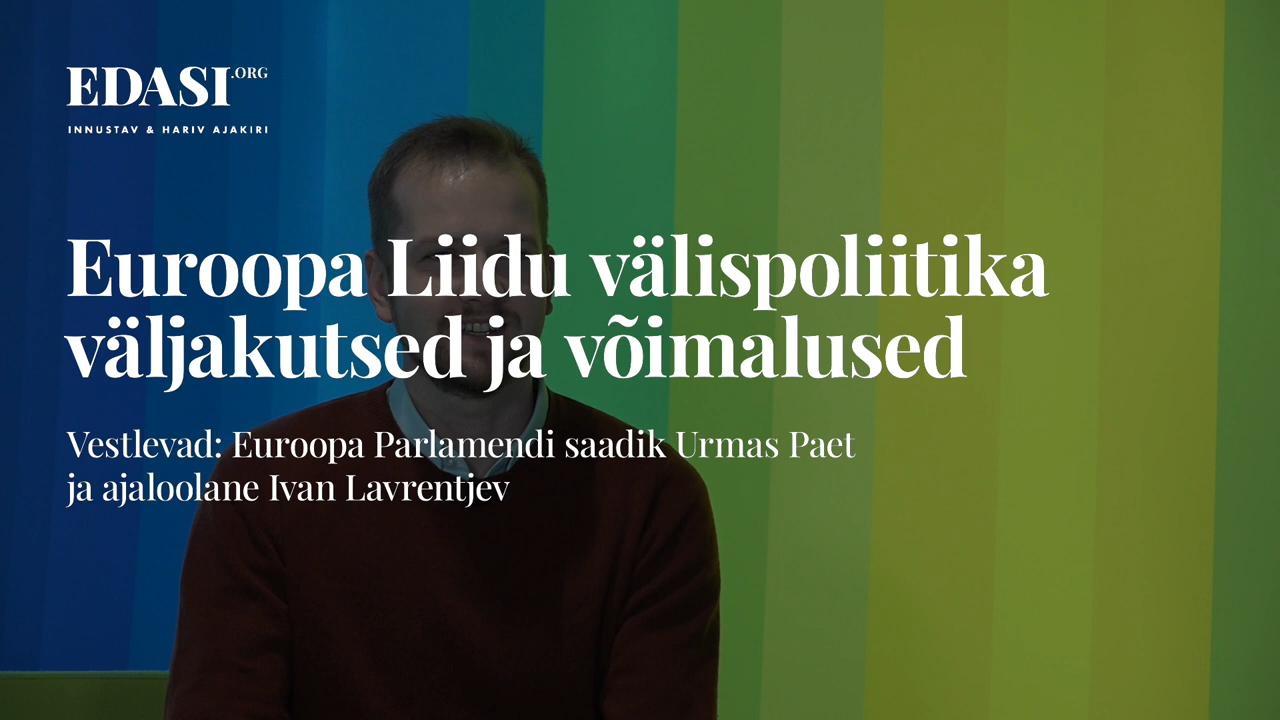 EDASI.ORG
INNUSTAV & HARIV AJAKIRI
Euroopa Liidu välispoliitika
väljakutsed ja võimalused
Vestlevad: Euroopa Parlamendi saadik Urmas Paet
ja ajaloolane Ivan Lavrentjev